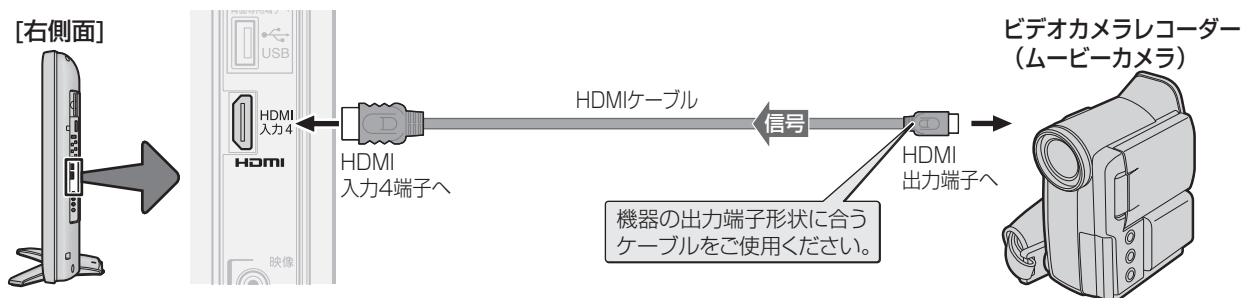 [右側面]
USB
HDMI
入力4
HDMI
映像
HDMI
入力4端子へ
HDMIケーブル
信号
機器の出力端子形状に合う
ケーブルをご使用ください。
HDMI
出力端子へ
ビデオカメラレコーダー
（ムービーカメラ）